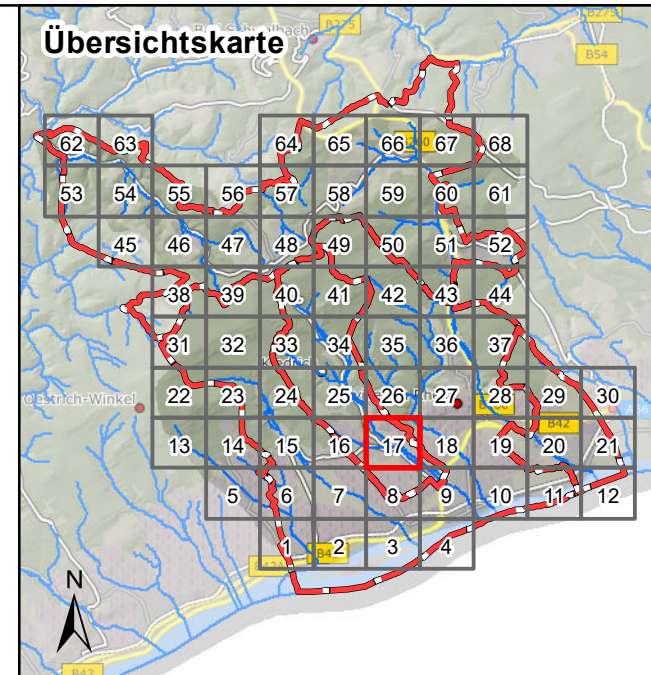 Übersichtskarte
B275
B275
B54
62 63 64 65 66 67 68
53 54 55 56 57 58 59 60 61
45 46 47 48 49 50 51 52
38 39 40 41 42 43 44
31 32 33 34 35 36 37
22 23 24 25 26 27 28 29 30
Oestrich-Winkel
B42
13 14 15 16 17 18 19 20 21
5 6 7 8 9 10 11 12
1 2 3 4
N
B42